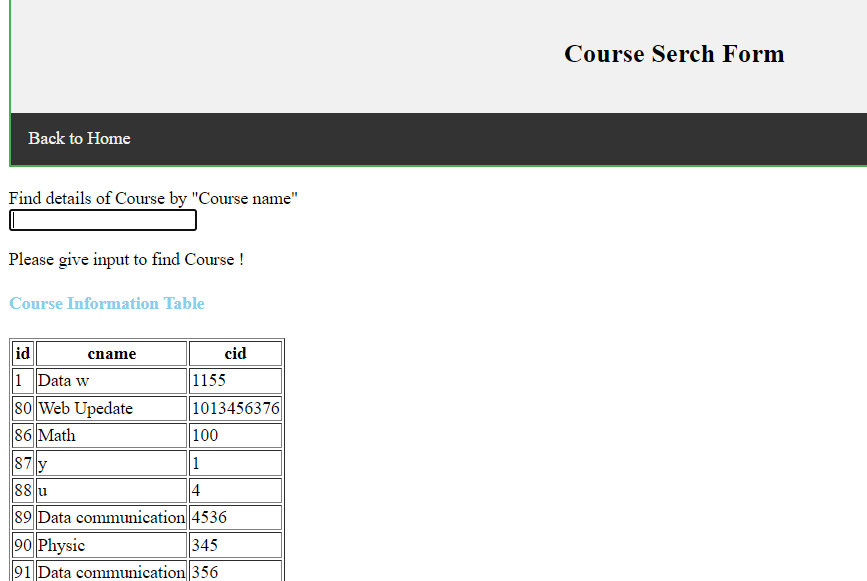 Course Serch Form
Back to Home
Find details of Course by "Course name"
Please give input to find Course !
Course Information Table
id cname cid
1 Data w 1155
80 Web Upedate 1013456376
86 Math 100
87 y 1
88 u 4
89 Data communication 4536
90 Physic 345
91 Data communication 356